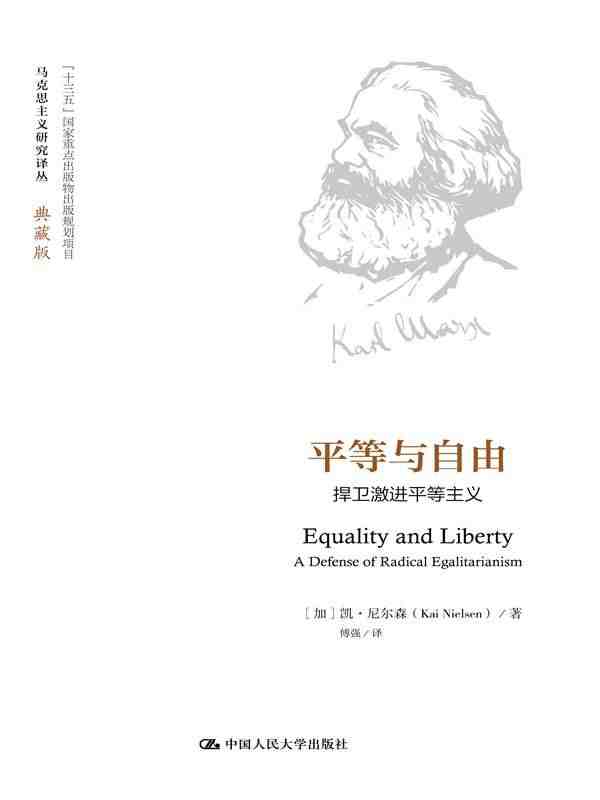 「十三五」国家重点出版物出版规划项目
马克思主义研究译丛 典藏版
Karl Marx
平等与自由
捍卫激进平等主义
Equality and Liberty
A Defense of Radical Egalitarianism
[加]凯·尼尔森(Kai Nielsen)/著
傅强/译
中国人民大学出版社